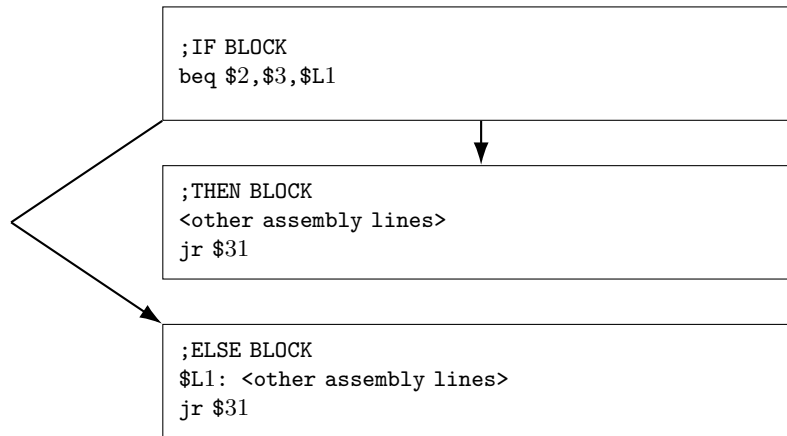 ;IF BLOCK
beq $2,$3,$L1
;THEN BLOCK
<other assembly lines>
jr $31
;ELSE BLOCK
$L1: <other assembly lines>
jr $31